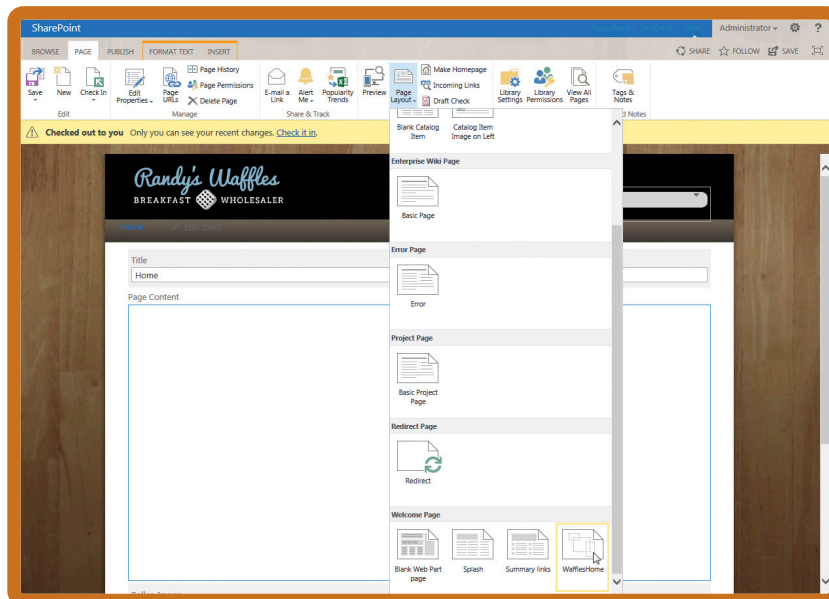 SharePoint
Newsfeed SkyDrive Sites
Administrator
?
BROWSE PAGE PUBLISH FORMAT TEXT INSERT
SHARE FOLLOW SAVE
Save
New
Check In
Edit Properties
Page URLs
Page History
Page Permissions
Delete Page
E-mail a Link
Alert Me
Popularity Trends
Preview
Page Layout
Make Homepage
Incoming Links
Draft Check
Library Settings
Library Permissions
View All Pages
Tags & Notes
Edit
Manage
Share & Track
d Notes
Checked out to you Only you can see your recent changes. Check it in.
Blank Catalog Item
Catalog Item Image on Left
Randy's Waffles
BREAKFAST WHOLESALER
Home EDIT LINKS
Title
Home
Page Content
Enterprise Wiki Page
Basic Page
Error Page
Error
Project Page
Basic Project Page
Redirect Page
Redirect
Welcome Page
Blank Web Part page
Splash
Summary links
WafflesHome